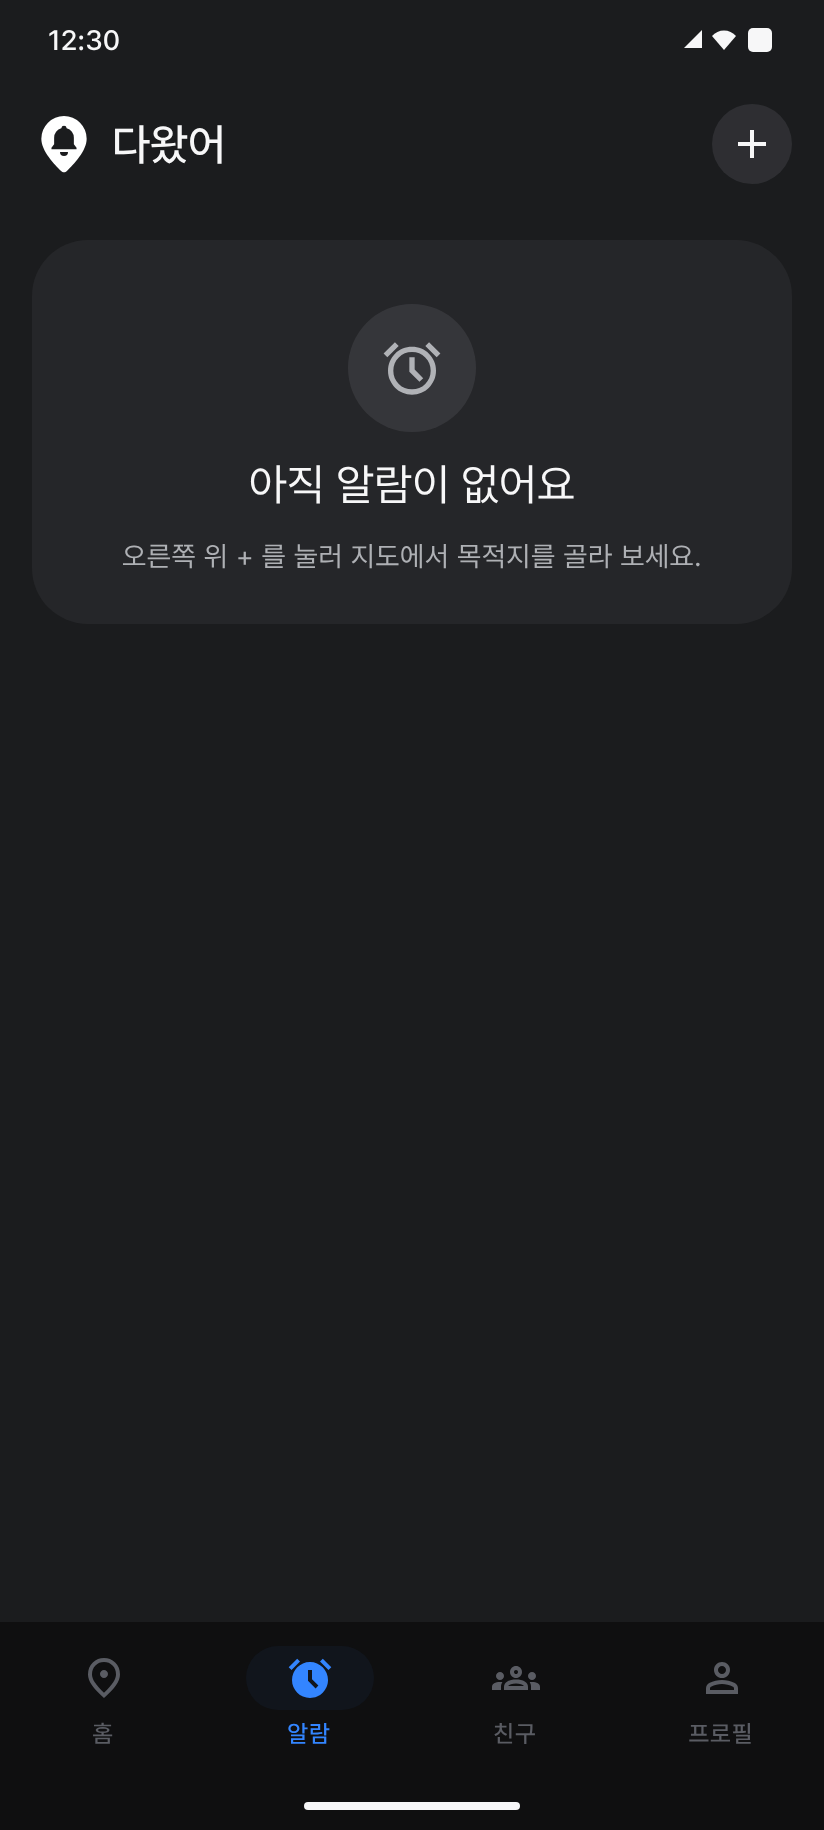 12:30
다왔어
아직 알람이 없어요
오른쪽 위 + 를 눌러 지도에서 목적지를 골라 보세요.
홈
알람
친구
프로필